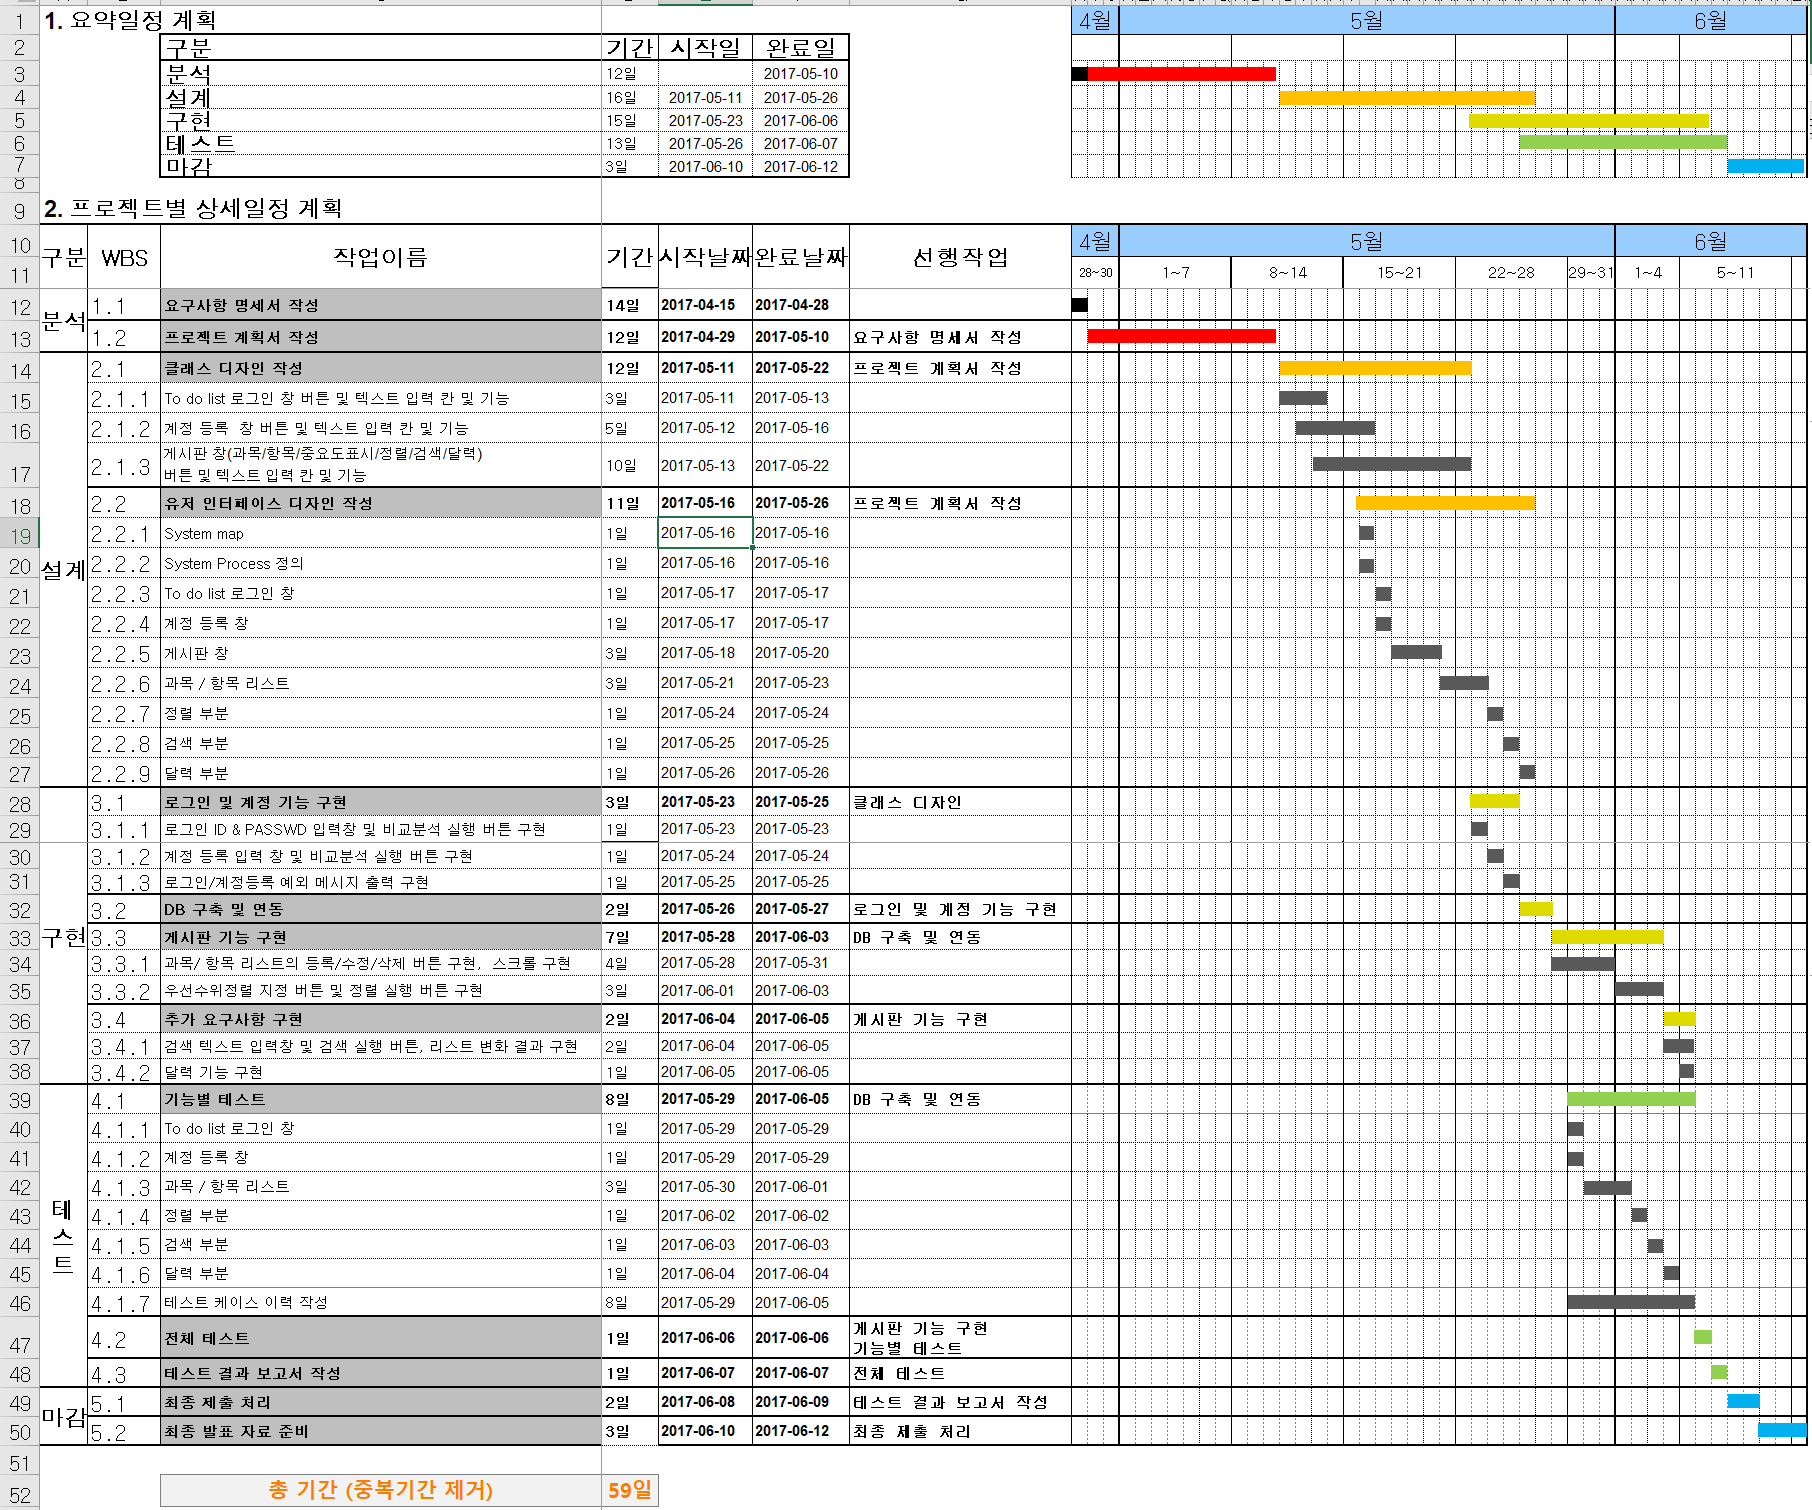 1 1. 요약일정 계획 4월 5월 6월
2 구분 기간 시작일 완료일
3 분석 12일 2017-05-10
4 설계 16일 2017-05-11 2017-05-26
5 구현 15일 2017-05-23 2017-06-06
6 테스트 13일 2017-05-26 2017-06-07
7 마감 3일 2017-06-10 2017-06-12
8
9 2. 프로젝트별 상세일정 계획
10 구분 WBS 작업이름 기간 시작날짜 완료날짜 선행작업 4월 5월 6월
11 28~30 1~7 8~14 15~21 22~28 29~31 1~4 5~11
12 분석 1.1 요구사항 명세서 작성 14일 2017-04-15 2017-04-28
13 1.2 프로젝트 계획서 작성 12일 2017-04-29 2017-05-10 요구사항 명세서 작성
14 2.1 클래스 디자인 작성 12일 2017-05-11 2017-05-22 프로젝트 계획서 작성
15 2.1.1 To do list 로그인 창 버튼 및 텍스트 입력 칸 및 기능 3일 2017-05-11 2017-05-13
16 2.1.2 계정 등록 창 버튼 및 텍스트 입력 칸 및 기능 5일 2017-05-12 2017-05-16
17 2.1.3 게시판 창(과목/항목/중요도표시/정렬/검색/달력)
버튼 및 텍스트 입력 칸 및 기능 10일 2017-05-13 2017-05-22
18 2.2 유저 인터페이스 디자인 작성 11일 2017-05-16 2017-05-26 프로젝트 계획서 작성
19 2.2.1 System map 1일 2017-05-16 2017-05-16
20 설계 2.2.2 System Process 정의 1일 2017-05-16 2017-05-16
21 2.2.3 To do list 로그인 창 1일 2017-05-17 2017-05-17
22 2.2.4 계정 등록 창 1일 2017-05-17 2017-05-17
23 2.2.5 게시판 창 3일 2017-05-18 2017-05-20
24 2.2.6 과목 / 항목 리스트 3일 2017-05-21 2017-05-23
25 2.2.7 정렬 부분 1일 2017-05-24 2017-05-24
26 2.2.8 검색 부분 1일 2017-05-25 2017-05-25
27 2.2.9 달력 부분 1일 2017-05-26 2017-05-26
28 3.1 로그인 및 계정 기능 구현 3일 2017-05-23 2017-05-25 클래스 디자인
29 3.1.1 로그인 ID & PASSWD 입력창 및 비교분석 실행 버튼 구현 1일 2017-05-23 2017-05-23
30 3.1.2 계정 등록 입력 창 및 비교분석 실행 버튼 구현 1일 2017-05-24 2017-05-24
31 3.1.3 로그인/계정등록 예외 메시지 출력 구현 1일 2017-05-25 2017-05-25
32 3.2 DB 구축 및 연동 2일 2017-05-26 2017-05-27 로그인 및 계정 기능 구현
33 구현 3.3 게시판 기능 구현 7일 2017-05-28 2017-06-03 DB 구축 및 연동
34 3.3.1 과목/ 항목 리스트의 등록/수정/삭제 버튼 구현, 스크롤 구현 4일 2017-05-28 2017-05-31
35 3.3.2 우선수위정렬 지정 버튼 및 정렬 실행 버튼 구현 3일 2017-06-01 2017-06-03
36 3.4 추가 요구사항 구현 2일 2017-06-04 2017-06-05 게시판 기능 구현
37 3.4.1 검색 텍스트 입력창 및 검색 실행 버튼, 리스트 변화 결과 구현 2일 2017-06-04 2017-06-05
38 3.4.2 달력 기능 구현 1일 2017-06-05 2017-06-05
39 4.1 기능별 테스트 8일 2017-05-29 2017-06-05 DB 구축 및 연동
40 4.1.1 To do list 로그인 창 1일 2017-05-29 2017-05-29
41 4.1.2 계정 등록 창 1일 2017-05-29 2017-05-29
42 4.1.3 과목 / 항목 리스트 3일 2017-05-30 2017-06-01
43 테스트 4.1.4 정렬 부분 1일 2017-06-02 2017-06-02
44 4.1.5 검색 부분 1일 2017-06-03 2017-06-03
45 4.1.6 달력 부분 1일 2017-06-04 2017-06-04
46 4.1.7 테스트 케이스 이력 작성 8일 2017-05-29 2017-06-05
47 4.2 전체 테스트 1일 2017-06-06 2017-06-06 게시판 기능 구현
기능별 테스트
48 4.3 테스트 결과 보고서 작성 1일 2017-06-07 2017-06-07 전체 테스트
49 마감 5.1 최종 제출 처리 2일 2017-06-08 2017-06-09 테스트 결과 보고서 작성
50 5.2 최종 발표 자료 준비 3일 2017-06-10 2017-06-12 최종 제출 처리
51
52 총 기간 (중복기간 제거) 59일